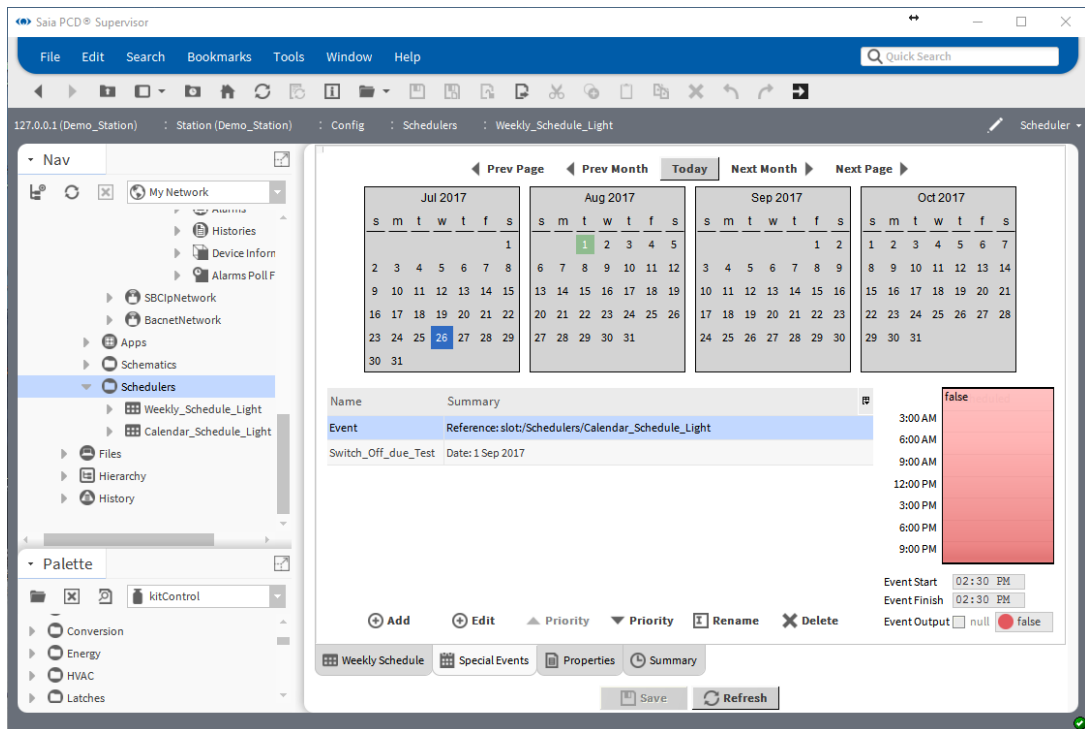 Saia PCD® Supervisor
File Edit Search Bookmarks Tools Window Help
Quick Search
127.0.0.1 (Demo_Station) : Station (Demo_Station) : Config : Schedulers : Weekly_Schedule_Light
Scheduler
Nav
My Network
Alarms
Histories
Device Inforn
Alarms Poll F
SBCIpNetwork
BacnetNetwork
Apps
Schematics
Schedulers
Weekly_Schedule_Light
Calendar_Schedule_Light
Files
Hierarchy
History
Palette
kitControl
Conversion
Energy
HVAC
Latches
Prev Page Prev Month Today Next Month Next Page
Jul 2017
s m t w t f s
1
2 3 4 5 6 7 8
9 10 11 12 13 14 15
16 17 18 19 20 21 22
23 24 25 26 27 28 29
30 31
Aug 2017
s m t w t f s
1 2 3 4 5
6 7 8 9 10 11 12
13 14 15 16 17 18 19
20 21 22 23 24 25 26
27 28 29 30 31
Sep 2017
s m t w t f s
1 2
3 4 5 6 7 8 9
10 11 12 13 14 15 16
17 18 19 20 21 22 23
24 25 26 27 28 29 30
Oct 2017
s m t w t f s
1 2 3 4 5 6 7
8 9 10 11 12 13 14
15 16 17 18 19 20 21
22 23 24 25 26 27 28
29 30 31
Name Summary
Event Reference: slot:/Schedulers/Calendar_Schedule_Light
Switch_Off_due_Test Date: 1 Sep 2017
false
3:00 AM
6:00 AM
9:00 AM
12:00 PM
3:00 PM
6:00 PM
9:00 PM
Event Start 02:30 PM
Event Finish 02:30 PM
Event Output null false
Add Edit Priority Priority Rename Delete
Weekly Schedule Special Events Properties Summary
Save Refresh